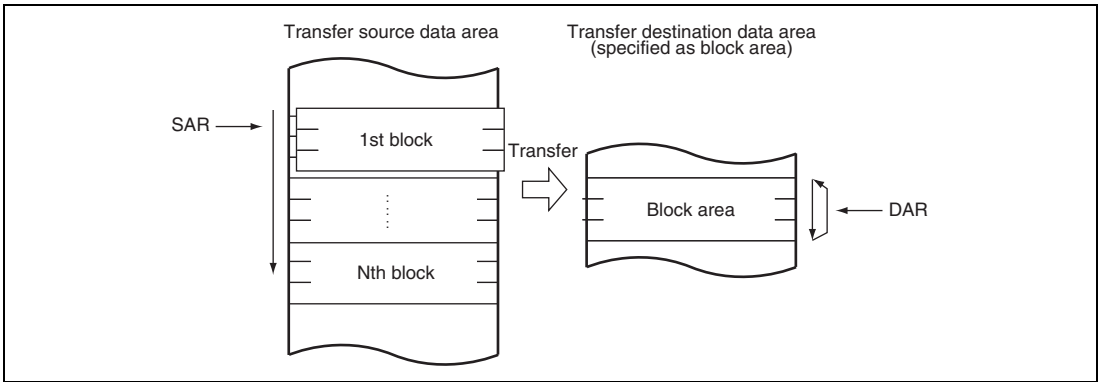 Transfer source data area
Transfer destination data area
(specified as block area)
SAR
1st block
Transfer
Block area
DAR
Nth block